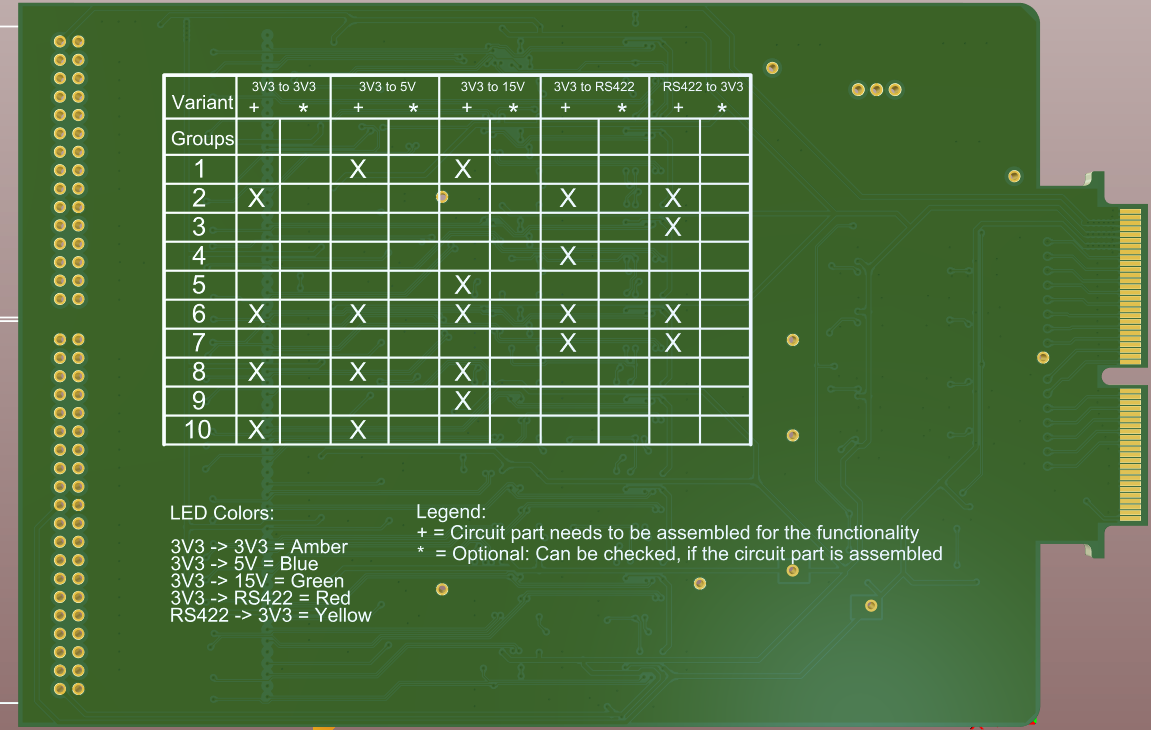 3V3 to 3V3 3V3 to 5V 3V3 to 15V 3V3 to RS422 RS422 to 3V3
Variant + * + * + * + * + *
Groups
1 X X
2 X X X
3 X
4 X
5 X
6 X X X X X
7 X X
8 X X X
9 X
10 X X
LED Colors:
3V3 -> 3V3 = Amber
3V3 -> 5V = Blue
3V3 -> 15V = Green
3V3 -> RS422 = Red
RS422 -> 3V3 = Yellow
Legend:
+ = Circuit part needs to be assembled for the functionality
* = Optional: Can be checked, if the circuit part is assembled